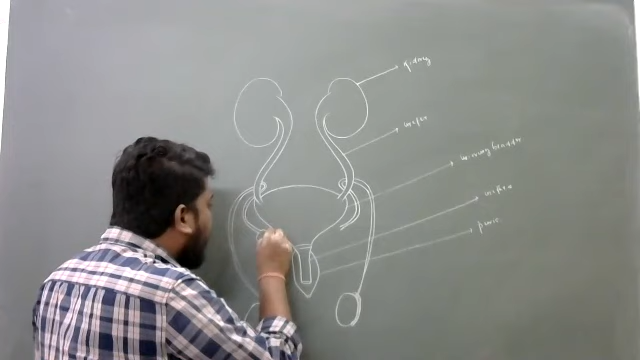 kidney
ureter
urinary bladder
urethra
penis